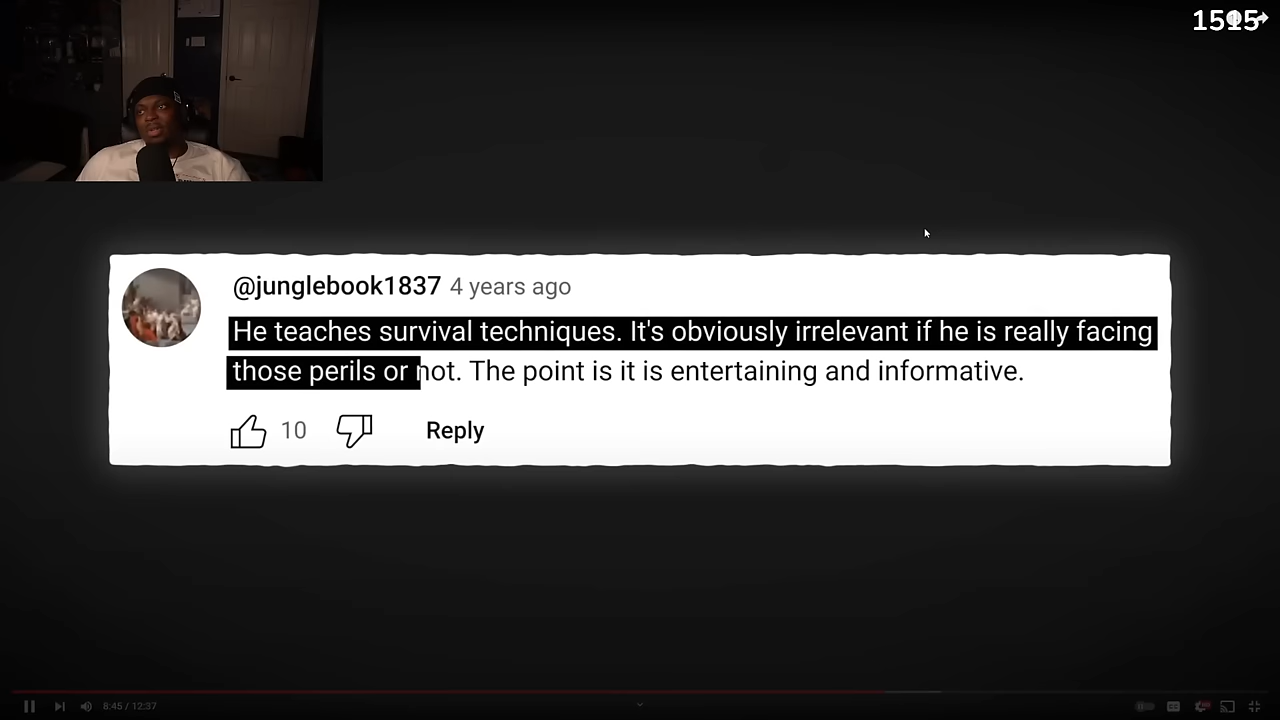 @junglebook1837 4 years ago
He teaches survival techniques. It's obviously irrelevant if he is really facing
those perils or not. The point is it is entertaining and informative.
10
Reply
8:45 / 12:37